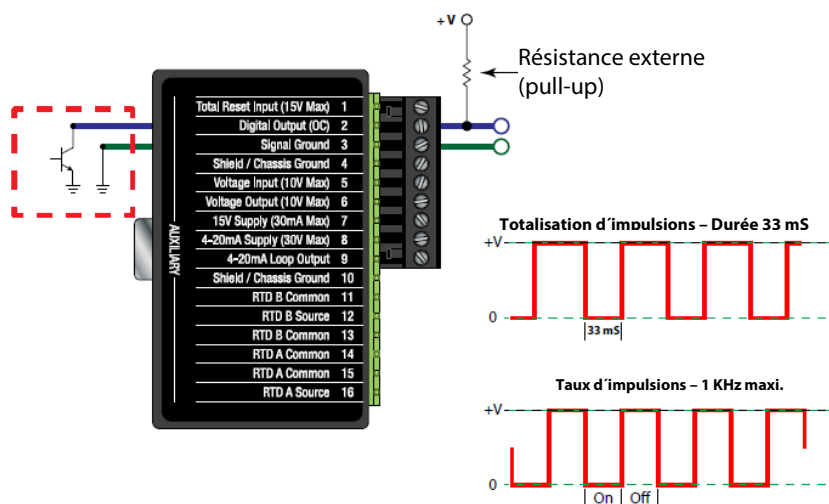 +V
Résistance externe
(pull-up)
Total Reset Input (15V Max) 1
Digital Output (OC) 2
Signal Ground 3
Shield / Chassis Ground 4
Voltage Input (10V Max) 5
Voltage Output (10V Max) 6
15V Supply (30mA Max) 7
4-20mA Supply (30V Max) 8
4-20mA Loop Output 9
Shield / Chassis Ground 10
RTD B Common 11
RTD B Source 12
RTD B Common 13
RTD A Common 14
RTD A Common 15
RTD A Source 16
AUXILIARY
Totalisation d´impulsions – Durée 33 mS
+V
0
33 mS
Taux d´impulsions – 1 KHz maxi.
+V
0
On Off